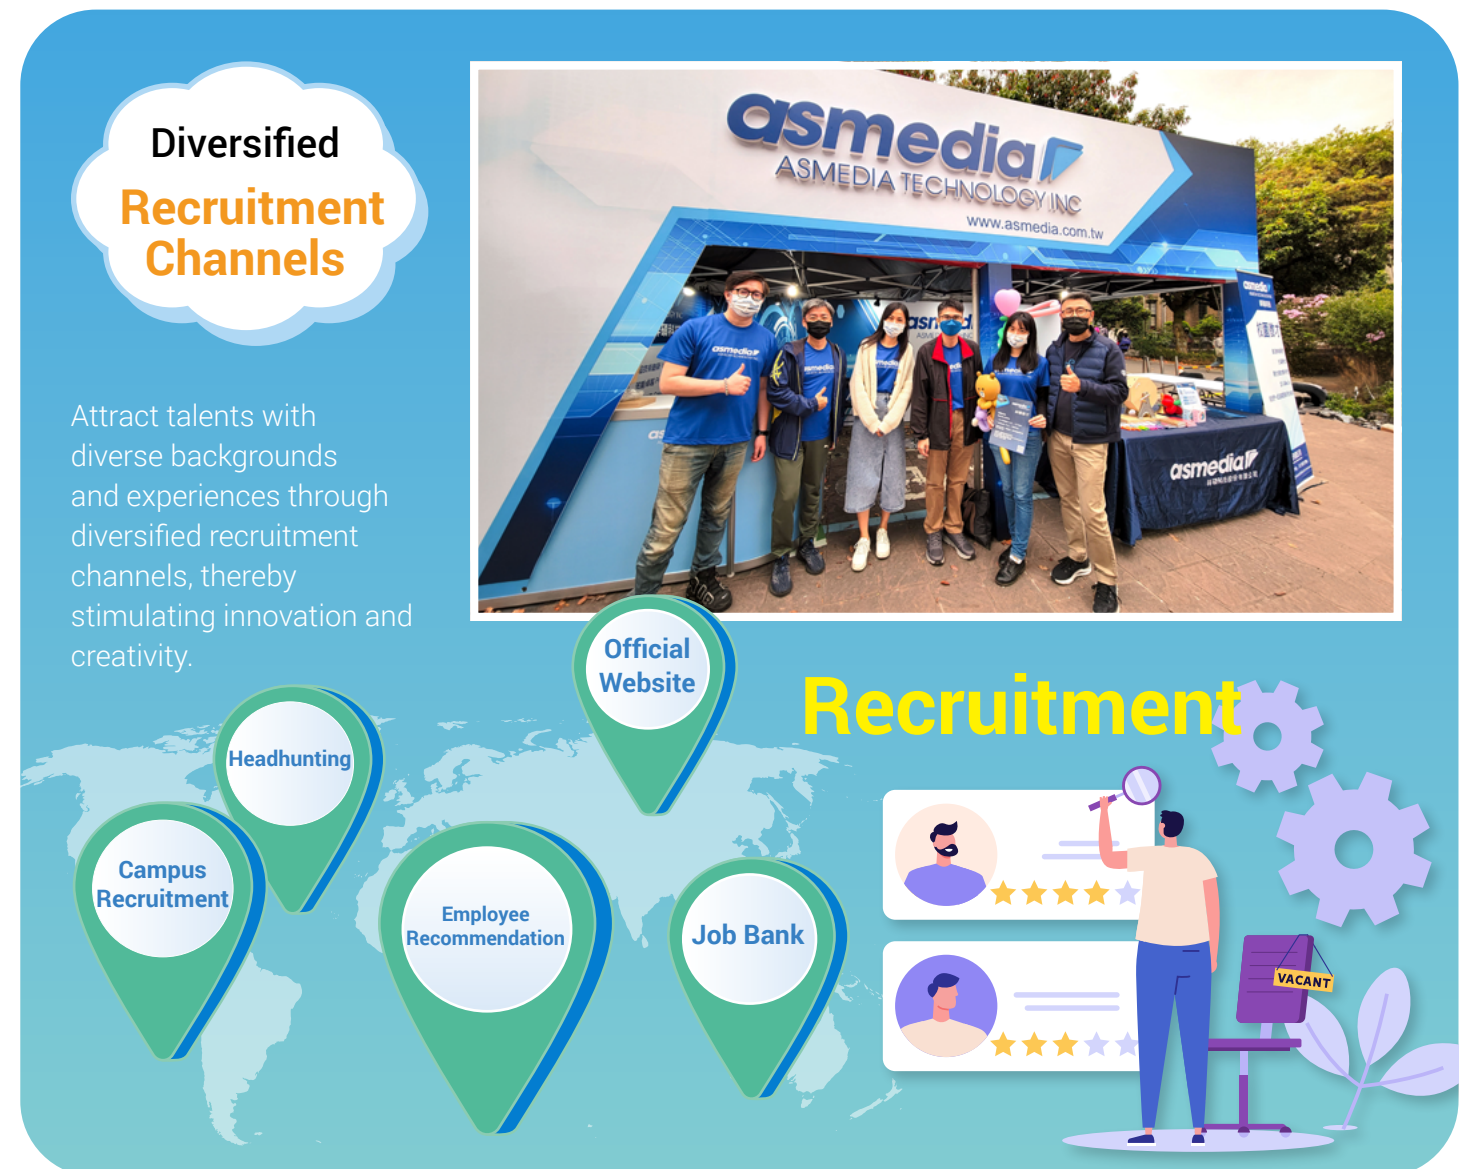 Diversified
Recruitment
Channels
Attract talents with
diverse backgrounds
and experiences through
diversified recruitment
channels, thereby
stimulating innovation and
creativity.
asmedia
ASMEDIA TECHNOLOGY INC
www.asmedia.com.tw
asmedia
asmedia
asmedia
Official
Website
Headhunting
Campus
Recruitment
Employee
Recommendation
Job Bank
Recruitment
VACANT